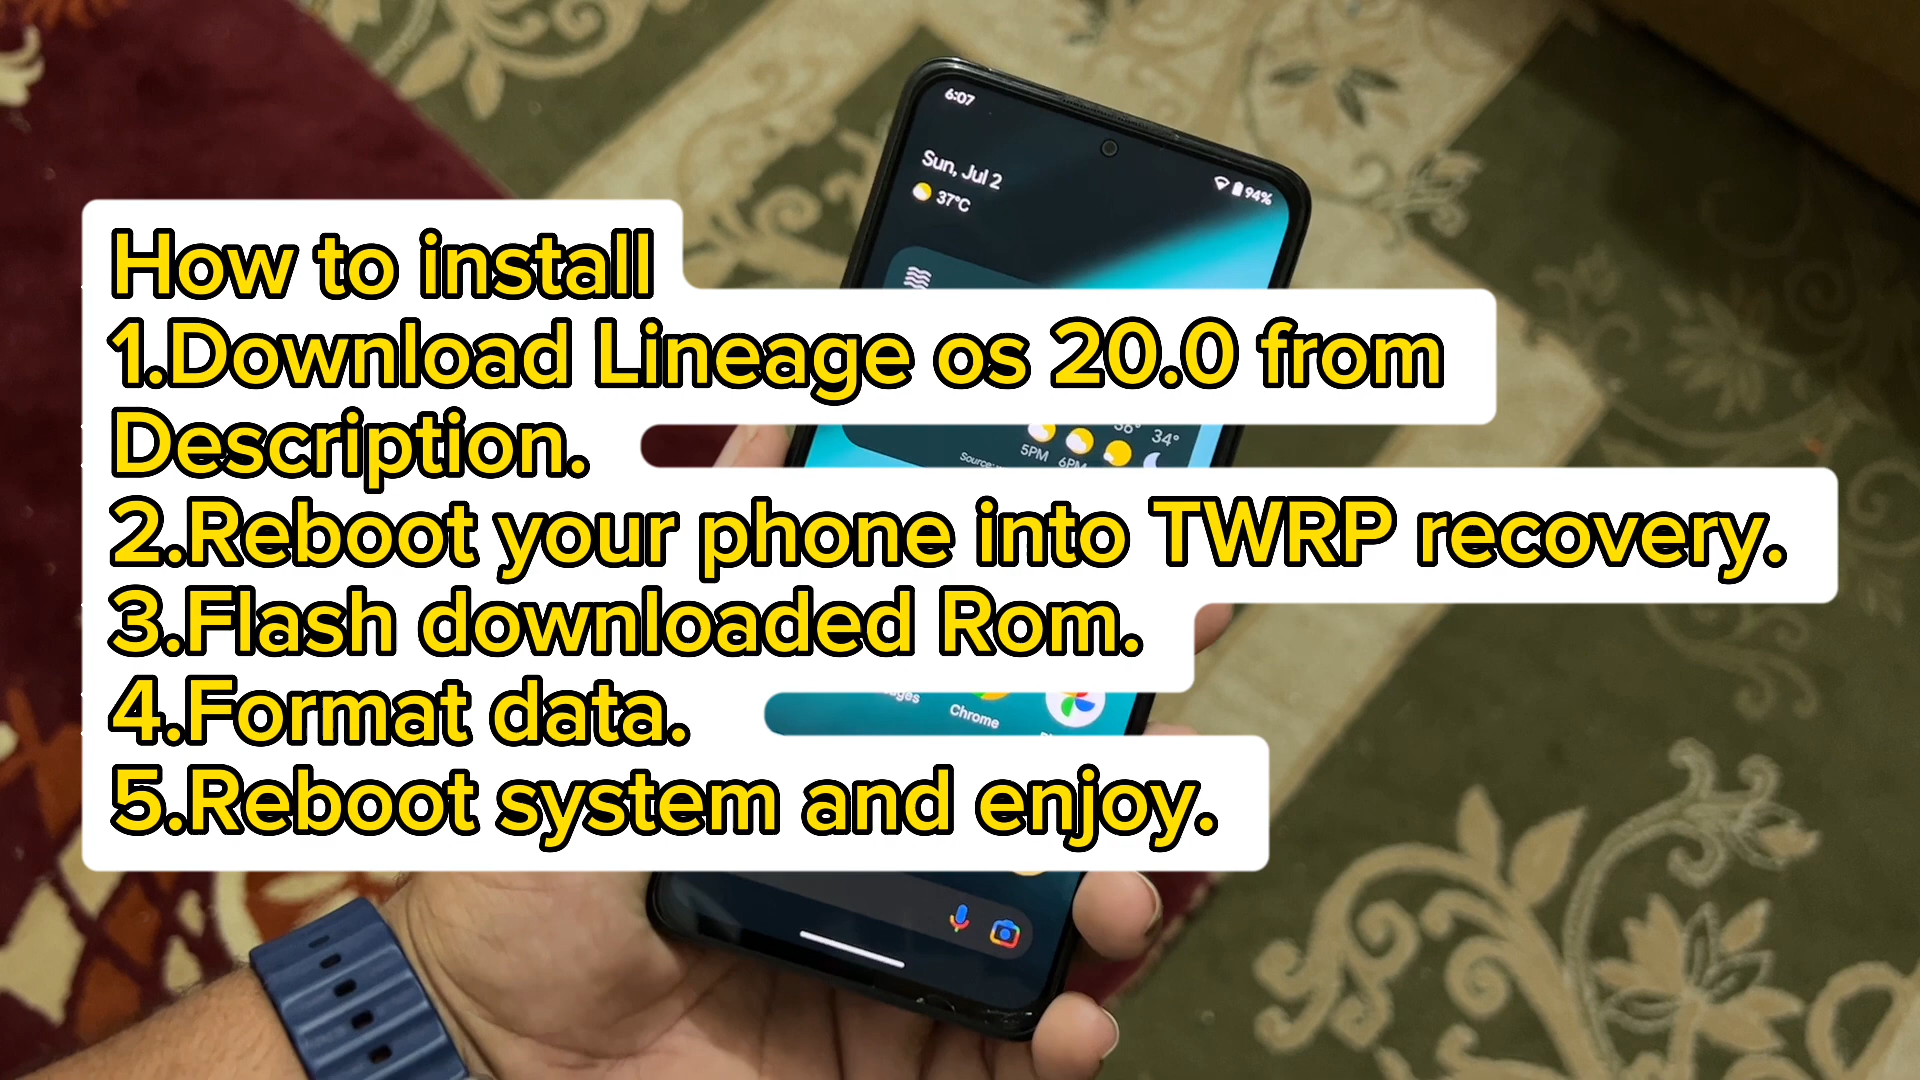 6:07
94%
Sun, Jul 2
37°C
How to install
1.Download Lineage os 20.0 from
Description.
34°
5PM 6PM
2.Reboot your phone into TWRP recovery.
3.Flash downloaded Rom.
4.Format data.
Chrome
5.Reboot system and enjoy.